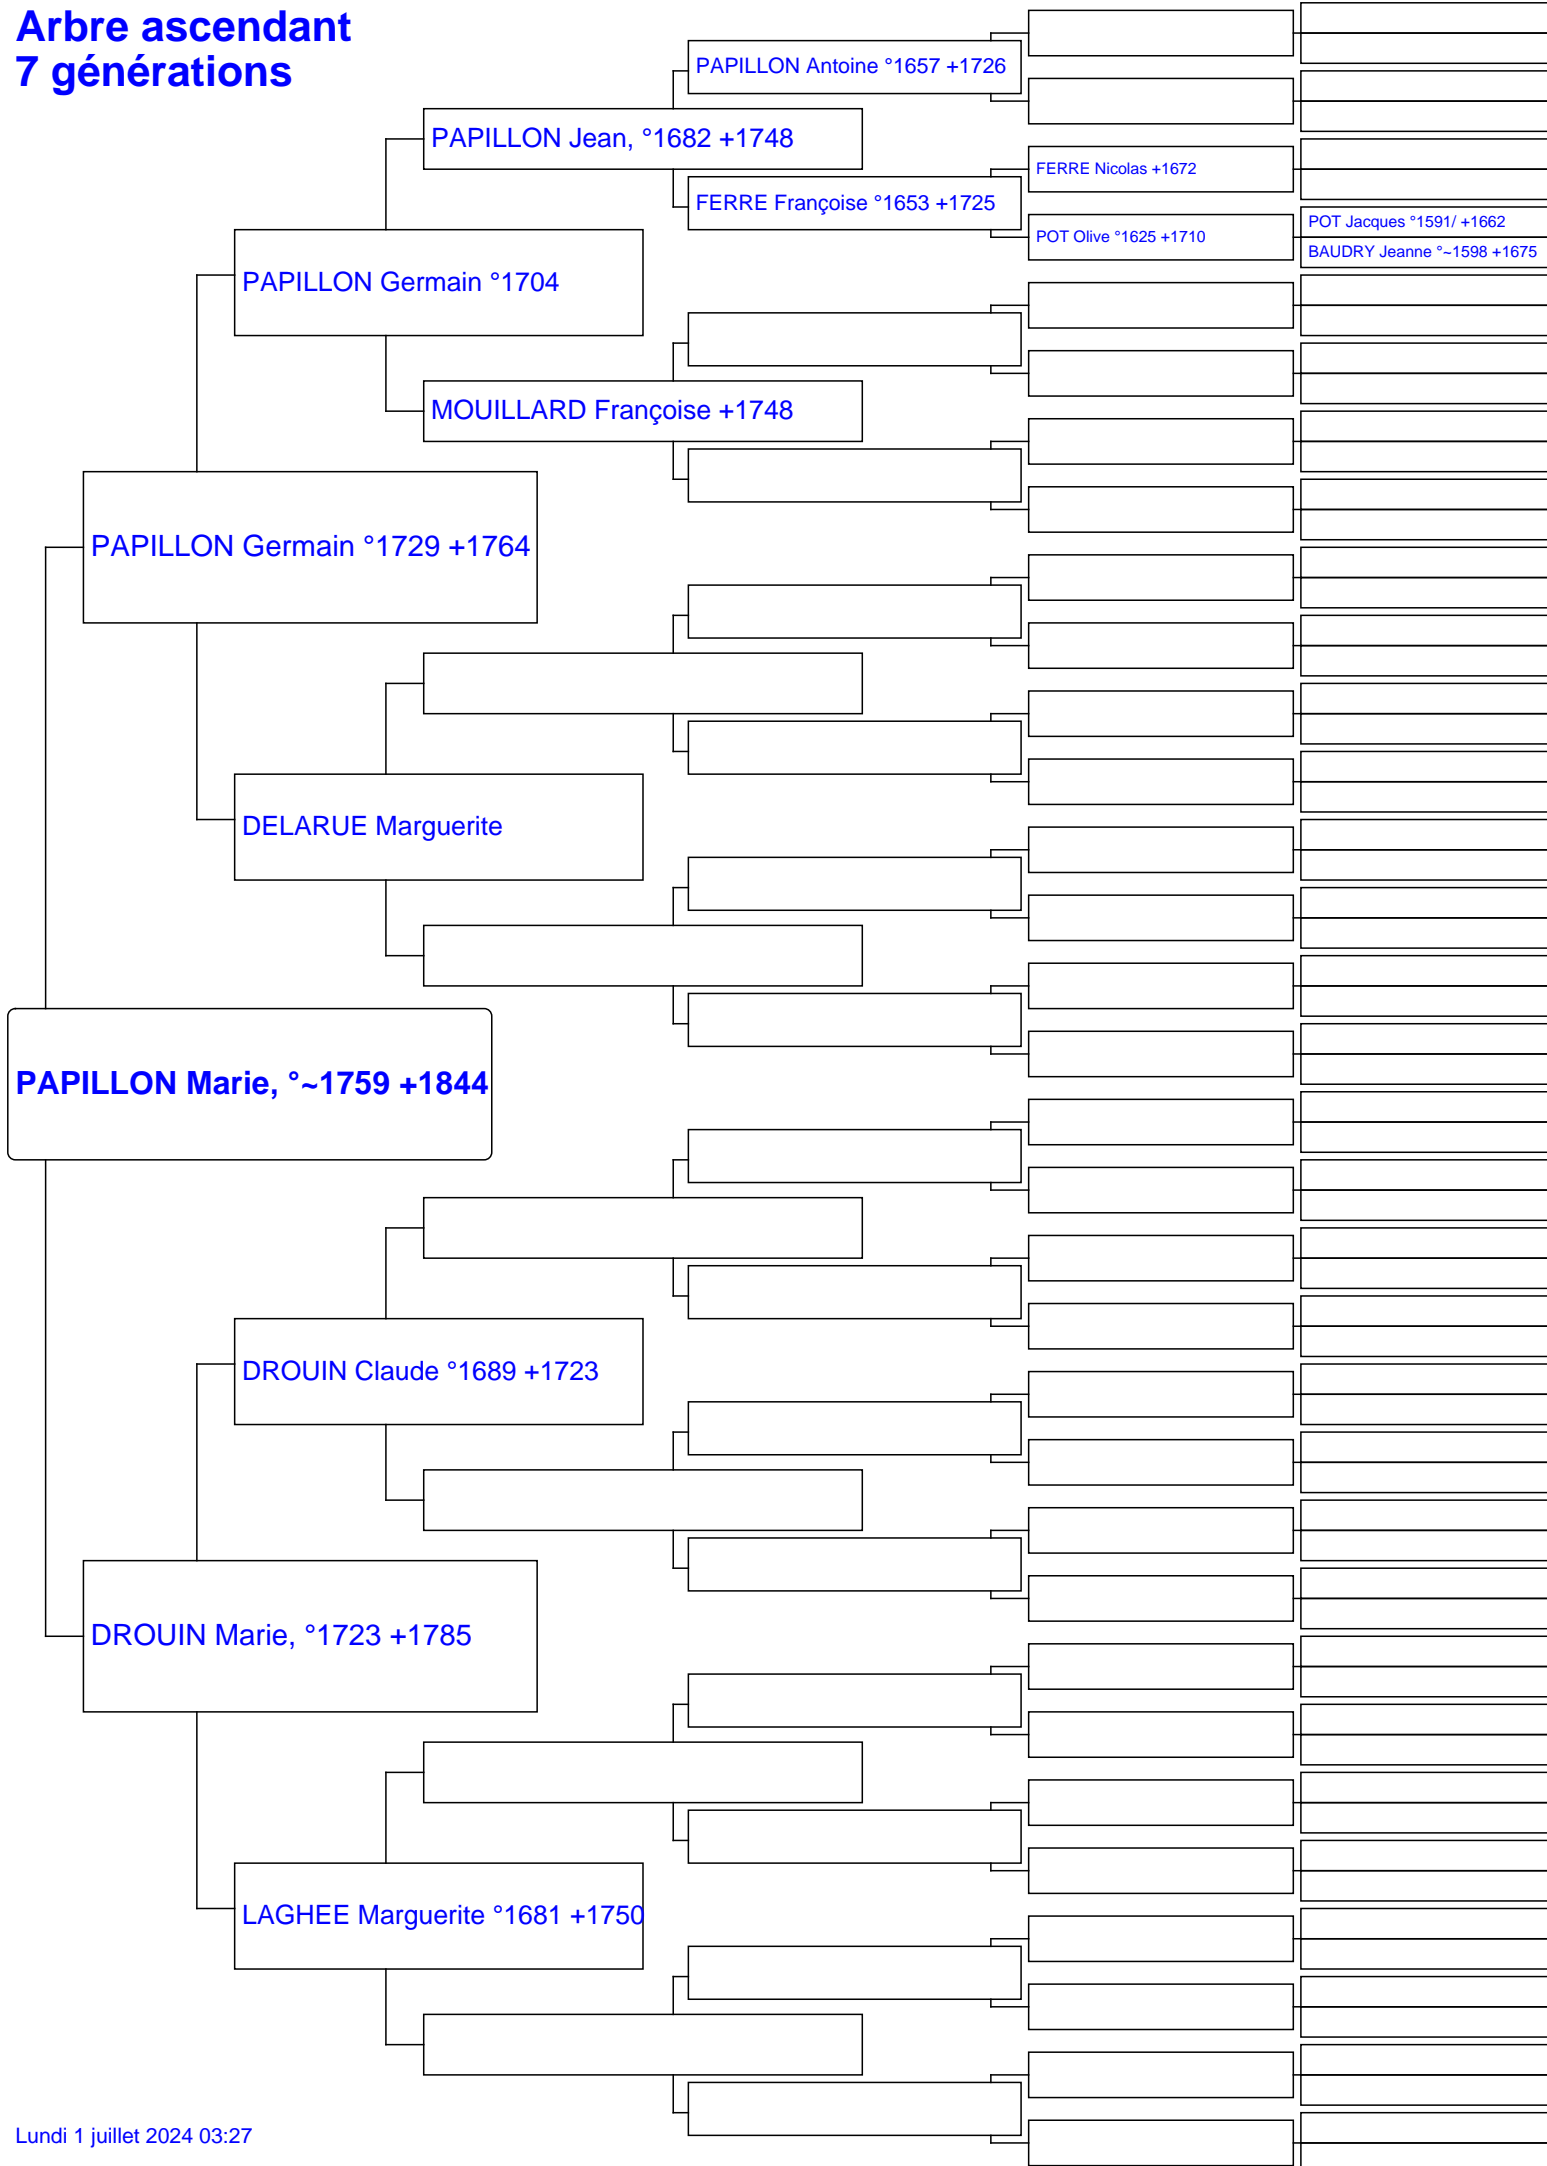 Arbre ascendant
7 générations
PAPILLON Antoine °1657 +1726
PAPILLON Jean, °1682 +1748
FERRE Nicolas +1672
FERRE Françoise °1653 +1725
POT Jacques °1591/ +1662
POT Olive °1625 +1710
BAUDRY Jeanne °~1598 +1675
PAPILLON Germain °1704
MOUILLARD Françoise +1748
PAPILLON Germain °1729 +1764
DELARUE Marguerite
PAPILLON Marie, °~1759 +1844
DROUIN Claude °1689 +1723
DROUIN Marie, °1723 +1785
LAGHEE Marguerite °1681 +1750
Lundi 1 juillet 2024 03:27